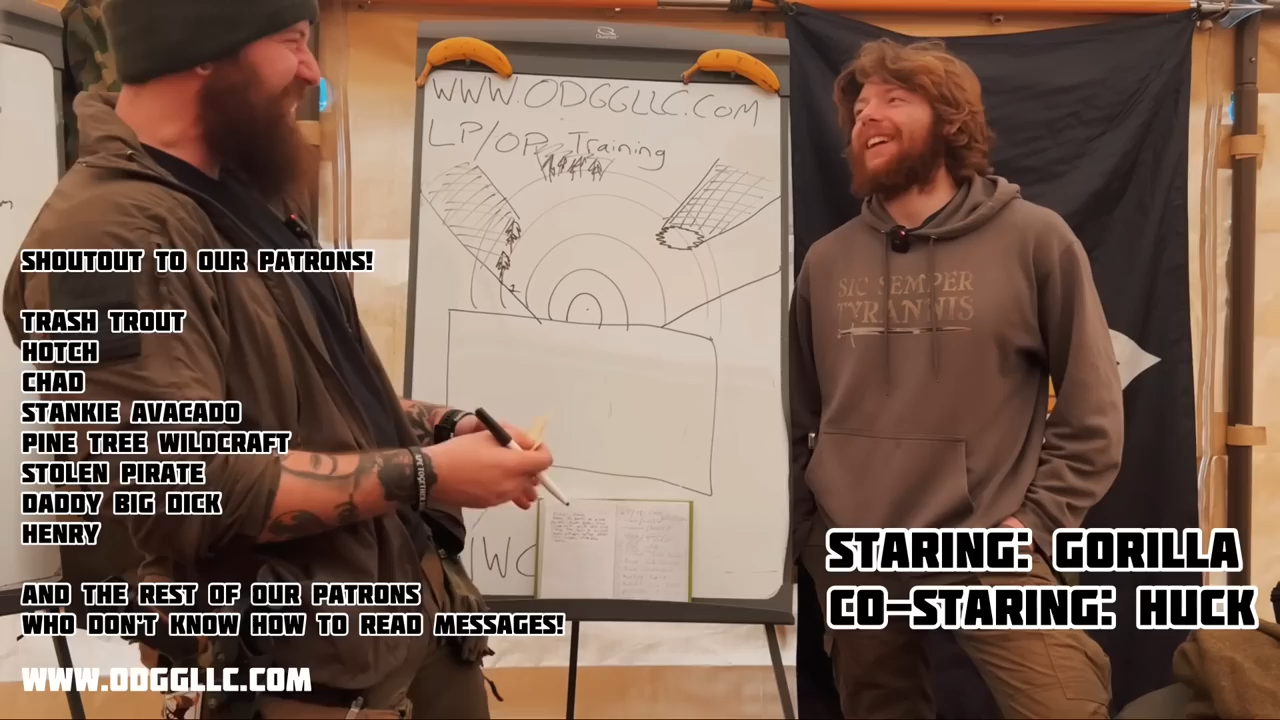 Quartet
WWW.ODGGLLC.COM
LP/OP Training
SIC SEMPER
TYRANNIS
SHOUTOUT TO OUR PATRONS!
TRASH TROUT
HOTCH
CHAD
STANKIE AVACADO
PINE TREE WILDCRAFT
STOLEN PIRATE
DADDY BIG DICK
HENRY
AND THE REST OF OUR PATRONS
WHO DON'T KNOW HOW TO READ MESSAGES!
WWW.ODGGLLC.COM
STARING: GORILLA
CO-STARING: HUCK